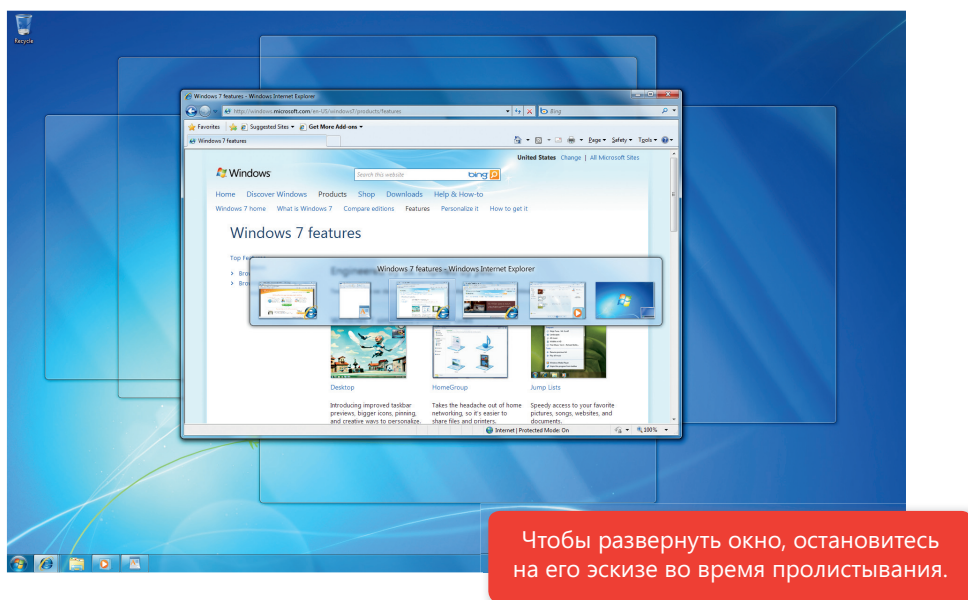 Recycle
Windows 7 features - Windows Internet Explorer
http://windows.microsoft.com/en-US/windows7/products/features
Bing
Favorites Suggested Sites Get More Add-ons
Windows 7 features
Page Safety Tools
United States Change | All Microsoft Sites
Windows
Search this website bing
Home Discover Windows Products Shop Downloads Help & How-to
Windows 7 home What is Windows 7 Compare editions Features Personalize it How to get it
Windows 7 features
Windows 7 features - Windows Internet Explorer
Desktop HomeGroup Jump Lists
Introducing improved taskbar Takes the headache out of home Speedy access to your favorite
previews, bigger icons, pinning, networking, so it's easier to pictures, songs, websites, and
and creative ways to personalize. share files and printers. documents.
Internet | Protected Mode: On 100%
Чтобы развернуть окно, остановитесь
на его эскизе во время пролистывания.